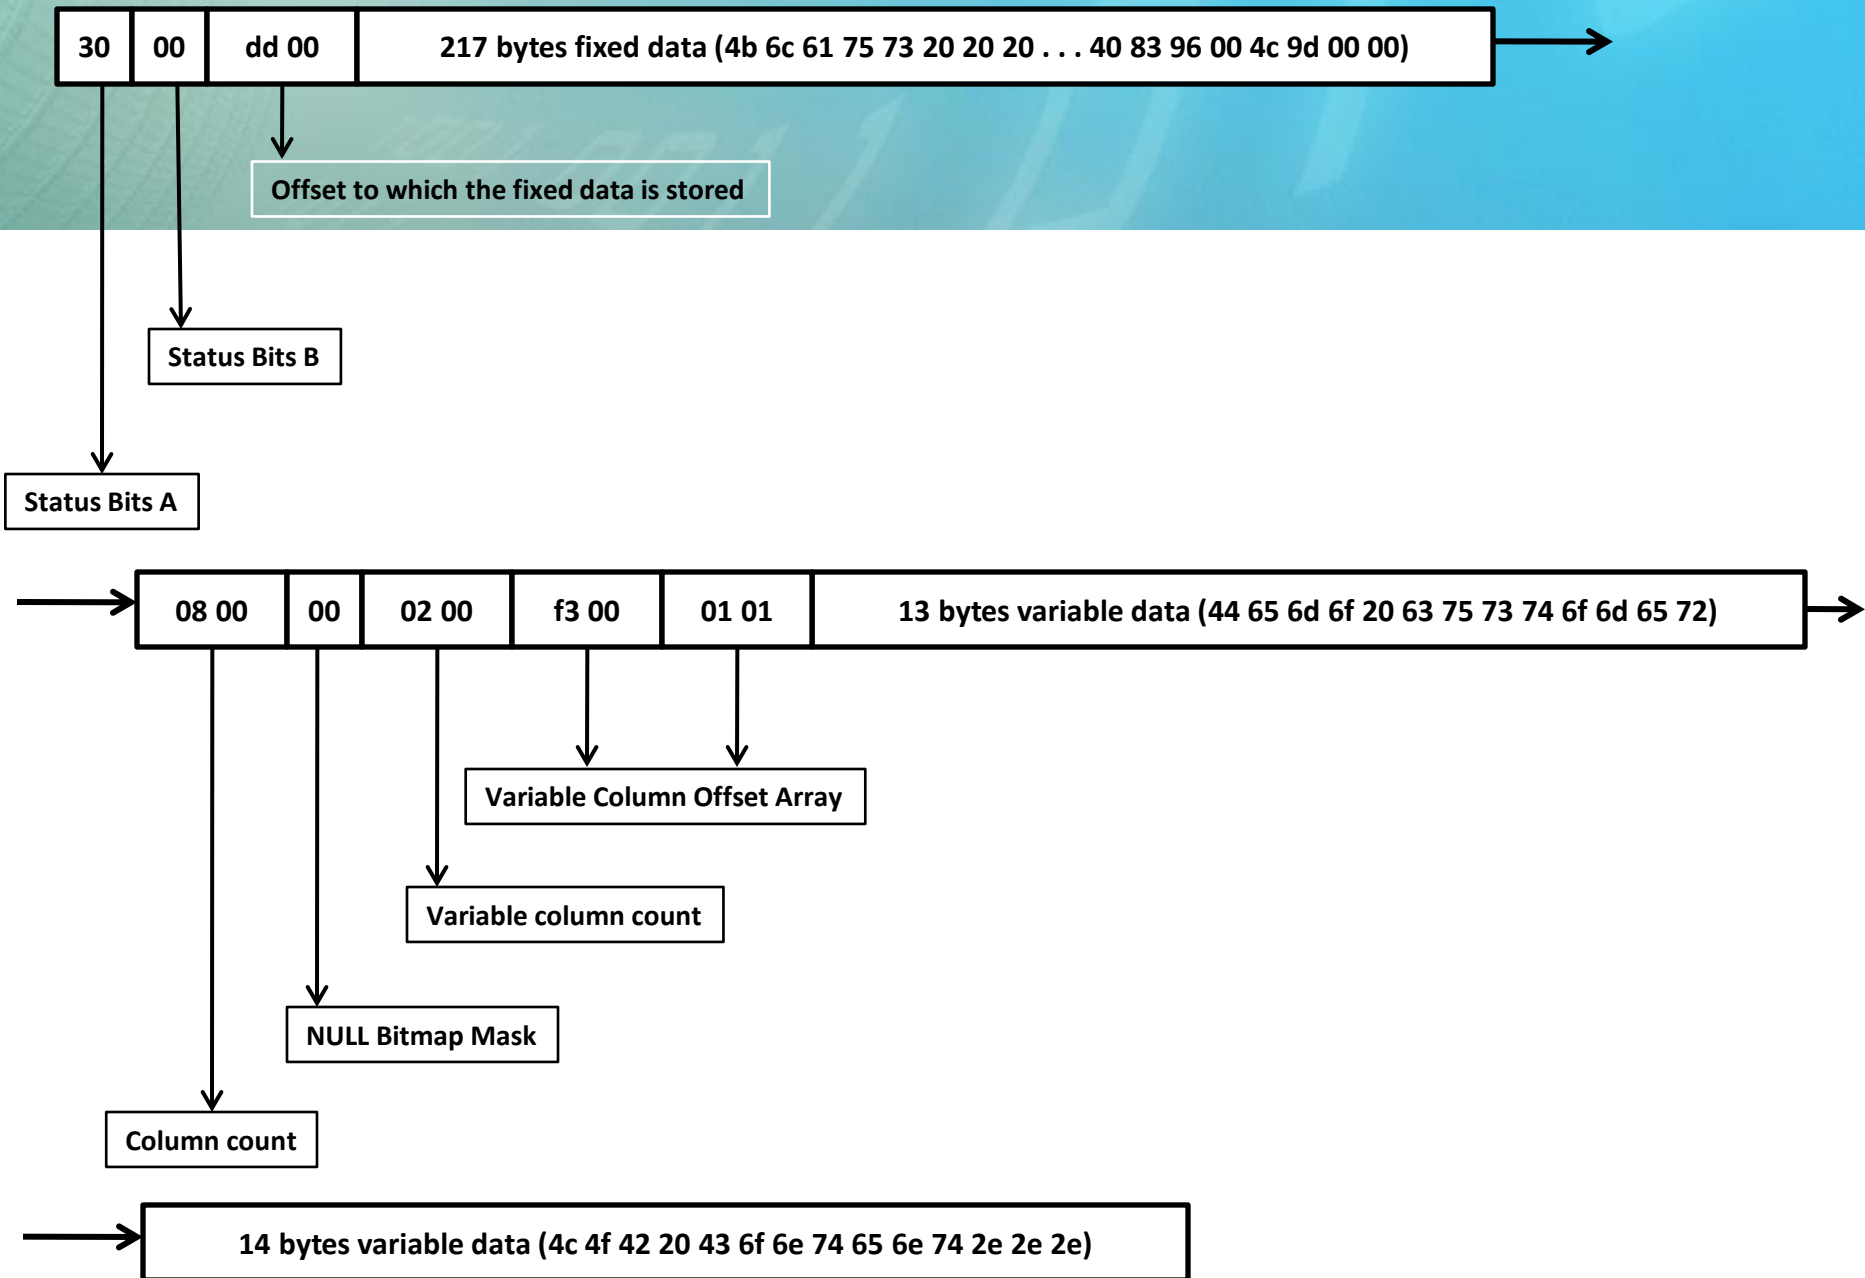 30 00 dd 00 217 bytes fixed data (4b 6c 61 75 73 20 20 20 . . . 40 83 96 00 4c 9d 00 00)
Offset to which the fixed data is stored
Status Bits B
Status Bits A
08 00 00 02 00 f3 00 01 01 13 bytes variable data (44 65 6d 6f 20 63 75 73 74 6f 6d 65 72)
Variable Column Offset Array
Variable column count
NULL Bitmap Mask
Column count
14 bytes variable data (4c 4f 42 20 43 6f 6e 74 65 6e 74 2e 2e 2e)